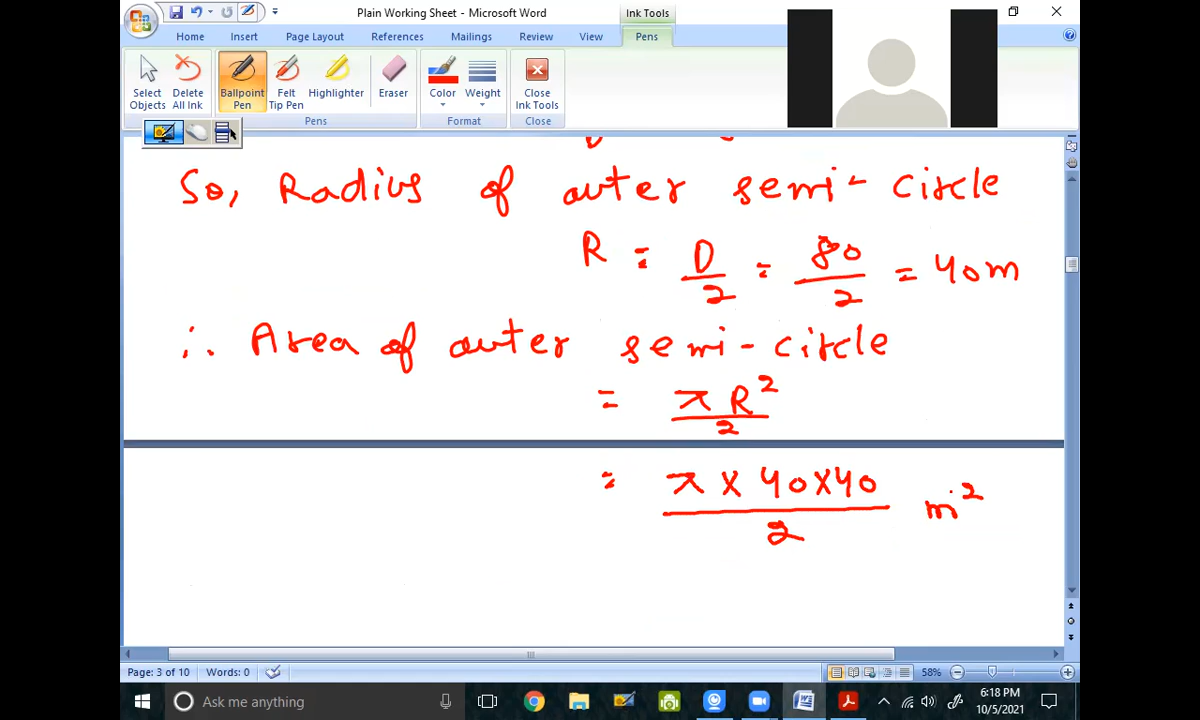 Plain Working Sheet - Microsoft Word
Ink Tools
Home Insert Page Layout References Mailings Review View Pens
Select Objects
Delete All Ink
Ballpoint Pen
Felt Tip Pen
Highlighter
Eraser
Color
Weight
Close Ink Tools
Pens
Format
Close
So, Radius of outer semi-circle
R = D/2 = 80/2 = 40m
∴ Area of outer semi-circle
= πR²/2
= π×40×40/2 m²
Page: 3 of 10 Words: 0 58%
Ask me anything
6:18 PM
10/5/2021